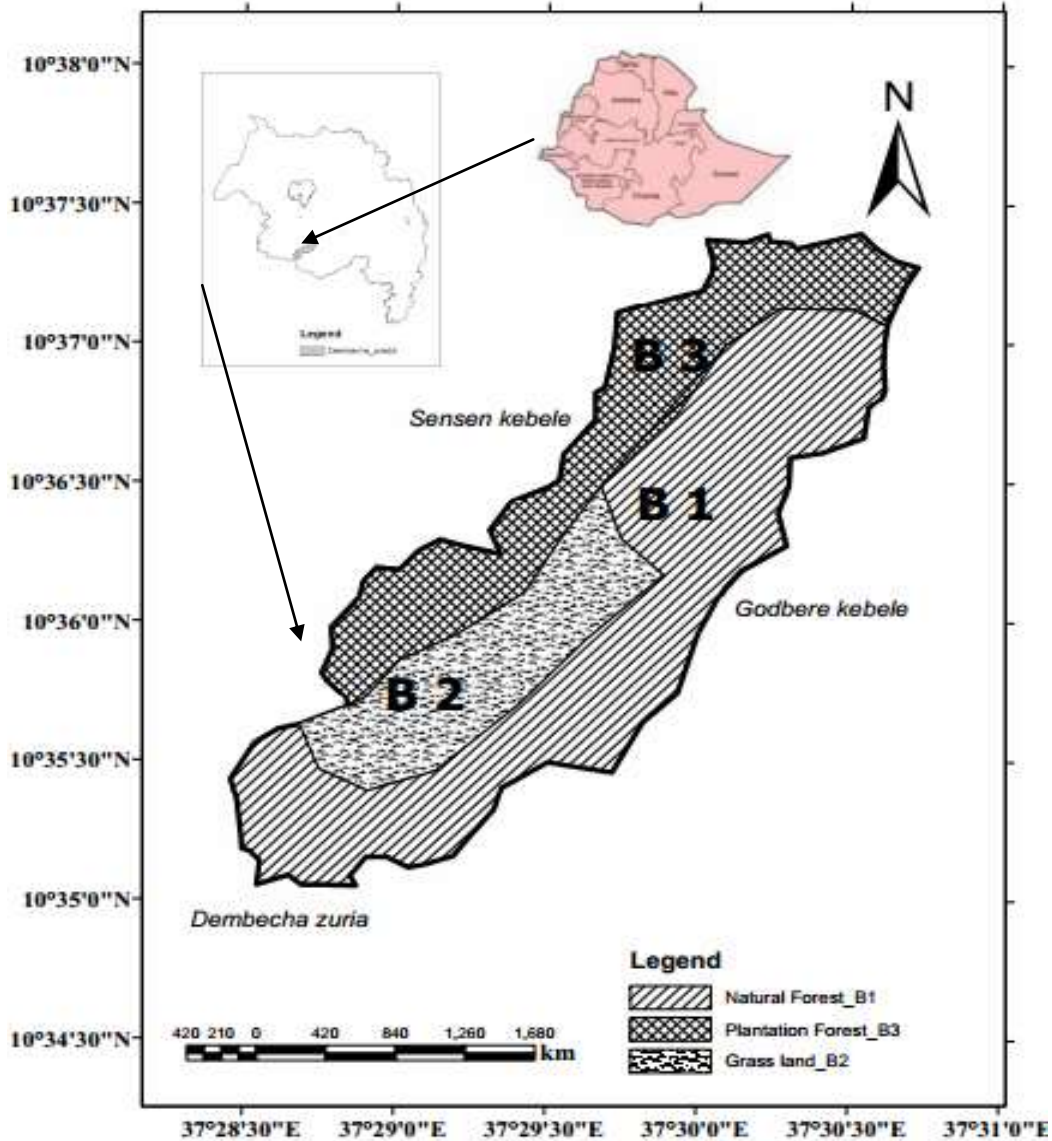 10°38'0"N
10°37'30"N
10°37'0"N
10°36'30"N
10°36'0"N
10°35'30"N
10°35'0"N
10°34'30"N
N
Legend
B 3
Sensen kebele
B 1
Godbere kebele
B 2
Dembecha zuria
Legend
Natural Forest_B1
Plantation Forest_B3
Grass land_B2
420 210 0 420 840 1,260 1,680
km
37°28'30"E 37°29'0"E 37°29'30"E 37°30'0"E 37°30'30"E 37°31'0"E